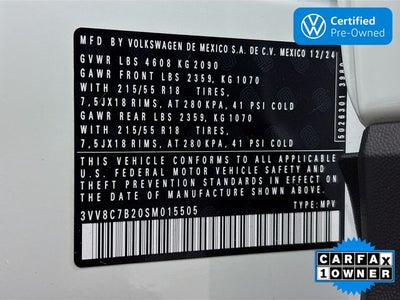 Certified
Pre-Owned
MFD BY VOLKSWAGEN DE MEXICO S.A. DE C.V. MEXICO 12/24
GVWR LBS 4608 KG 2090
GAWR FRONT LBS 2359, KG 1070
WITH 215/55 R18 TIRES,
7,5JX18 RIMS, AT 280 KPA, 41 PSI COLD
GAWR REAR LBS 2359, KG 1070
WITH 215/55 R18 TIRES,
7,5JX18 RIMS, AT 280 KPA, 41 PSI COLD
THIS VEHICLE CONFORMS TO ALL APPLICABLE
U.S. FEDERAL MOTOR VEHICLE SAFETY AND
THEFT PREVENTION STANDARDS IN EFFECT ON
THE DATE OF MANUFACTURE SHOWN ABOVE.
3VV8C7B20SM015505 TYPE: MPV
5026301 3980
CARFAX
1 OWNER